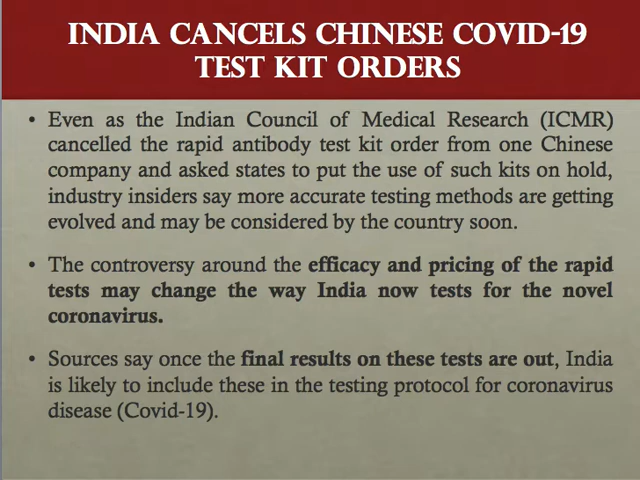 INDIA CANCELS CHINESE COVID-19
TEST KIT ORDERS
• Even as the Indian Council of Medical Research (ICMR)
cancelled the rapid antibody test kit order from one Chinese
company and asked states to put the use of such kits on hold,
industry insiders say more accurate testing methods are getting
evolved and may be considered by the country soon.
• The controversy around the efficacy and pricing of the rapid
tests may change the way India now tests for the novel
coronavirus.
• Sources say once the final results on these tests are out, India
is likely to include these in the testing protocol for coronavirus
disease (Covid-19).